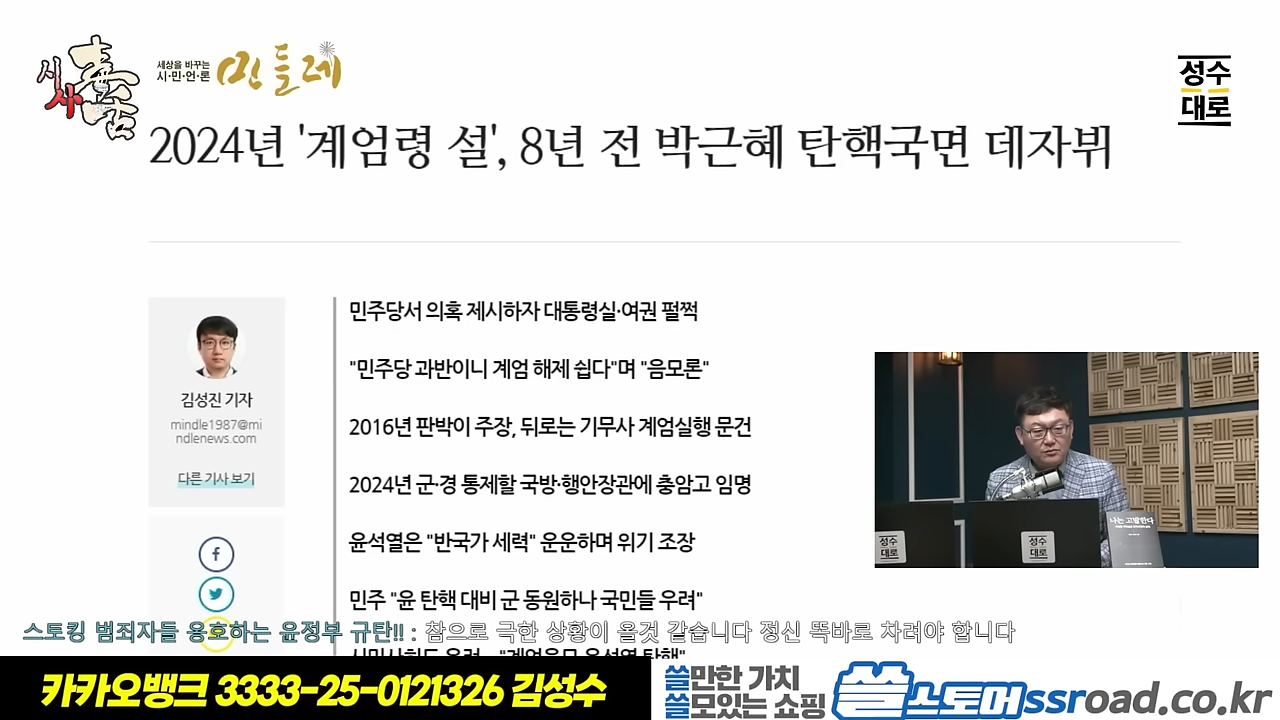 시사
세상을 바꾸는
시·민·언·론
민들레
성수
대로
2024년 '계엄령 설', 8년 전 박근혜 탄핵국면 데자뷔
김성진 기자
mindle1987@mi
ndlenews.com
다른 기사 보기
민주당서 의혹 제시하자 대통령실·여권 펄쩍
"민주당 과반이니 계엄 해제 쉽다"며 "음모론"
2016년 판박이 주장, 뒤로는 기무사 계엄실행 문건
2024년 군·경 통제할 국방·행안장관에 충암고 임명
윤석열은 "반국가 세력" 운운하며 위기 조장
민주 "윤 탄핵 대비 군 동원하나 국민들 우려"
나는 고발한다
성수
대로
성수
대로
스토킹 범죄자들 옹호하는 윤정부 규탄!! : 참으로 극한 상황이 올것 같습니다 정신 똑바로 차려야 합니다
카카오뱅크 3333-25-0121326 김성수
쓸만한 가치
쓸모있는 쇼핑
쓸스토어ssroad.co.kr